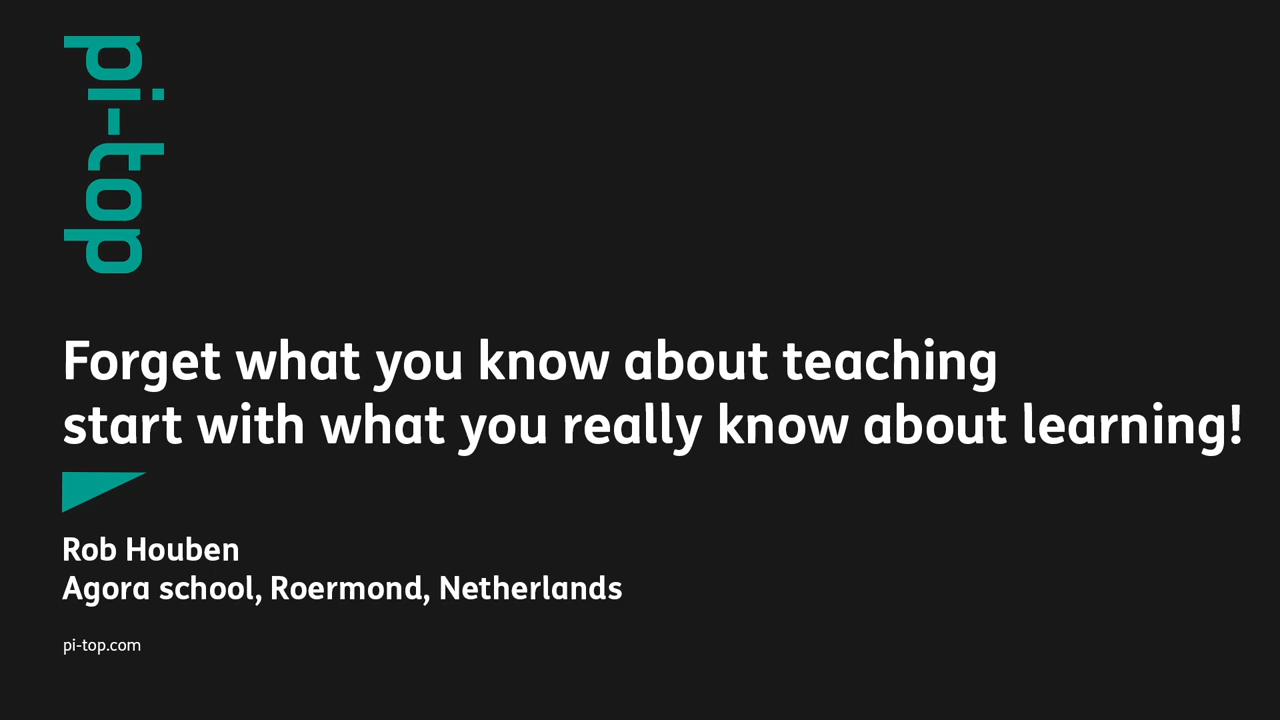 pi-top
Forget what you know about teaching
start with what you really know about learning!
Rob Houben
Agora school, Roermond, Netherlands
pi-top.com